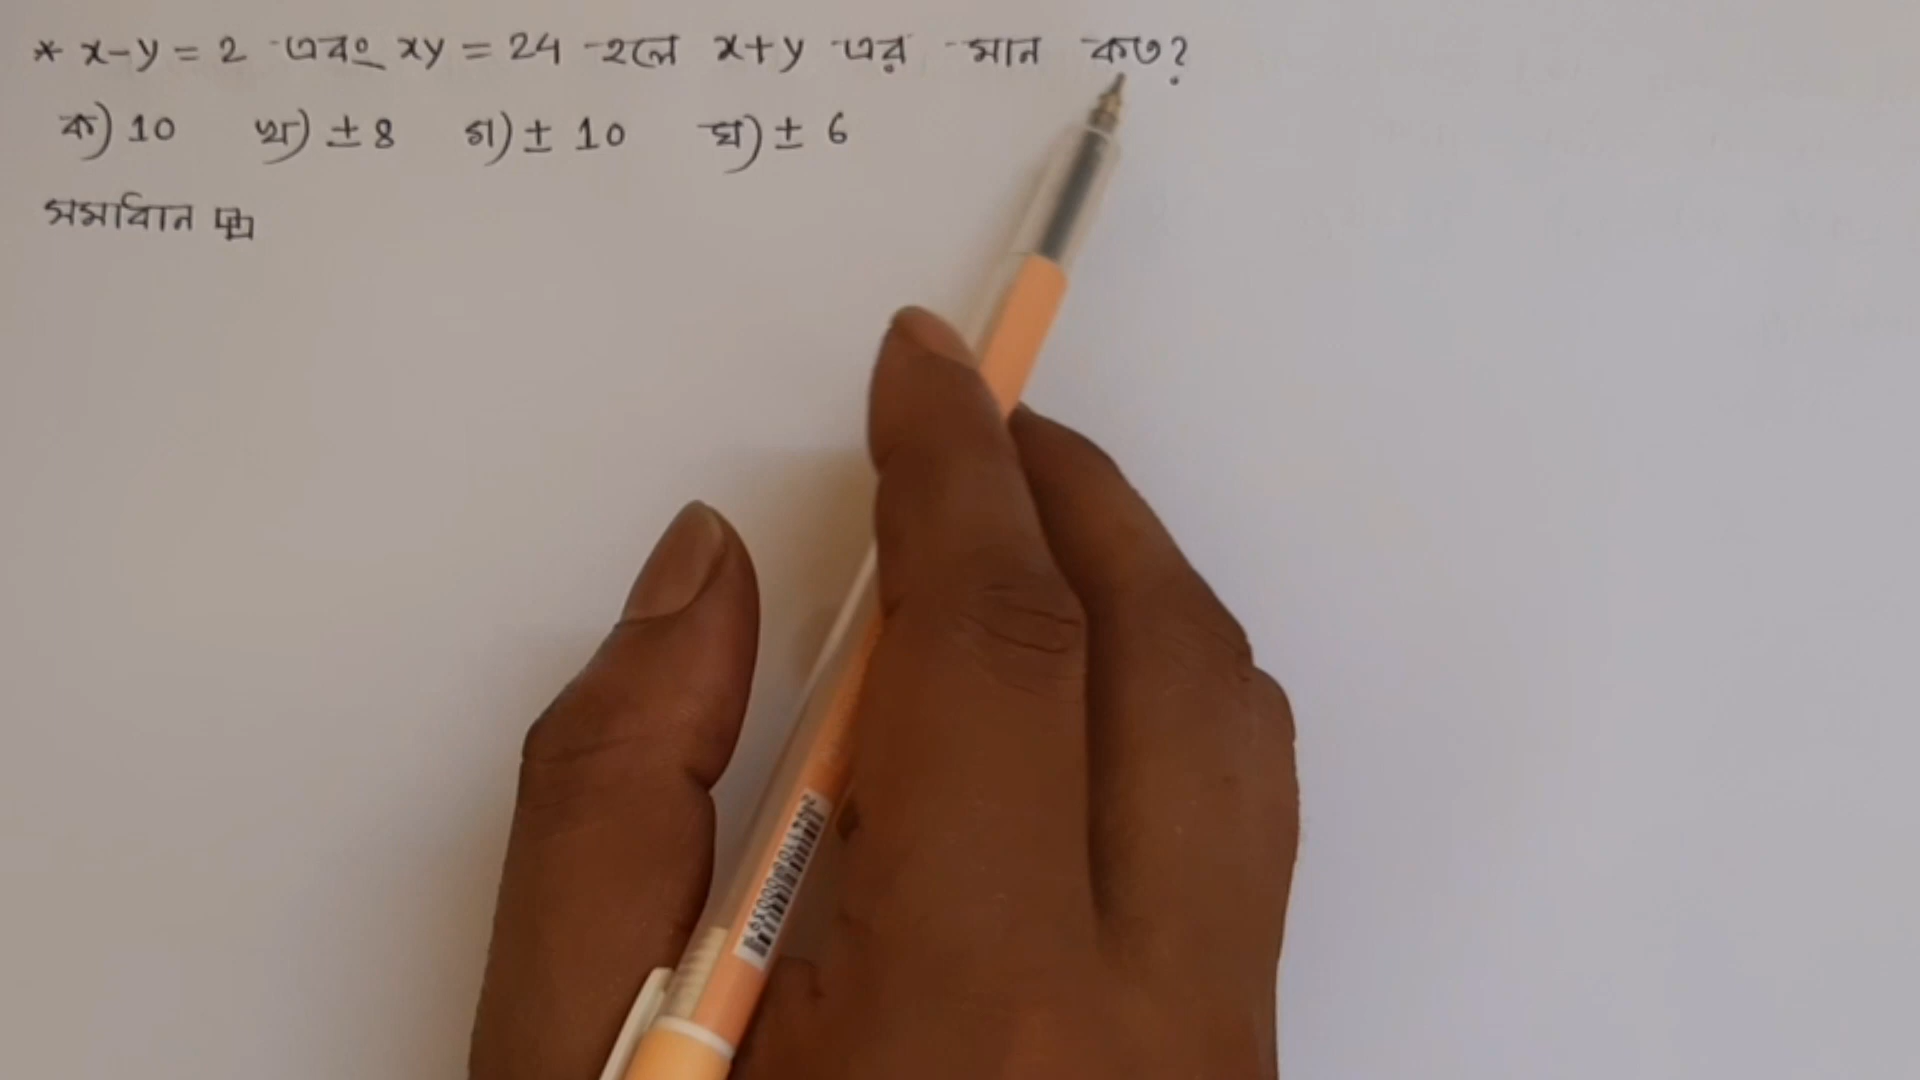 * x-y = 2 এবং xy = 24 হলে x+y এর মান কত?
ক) 10 খ) ± 8 গ) ± 10 ঘ) ± 6
সমাধান